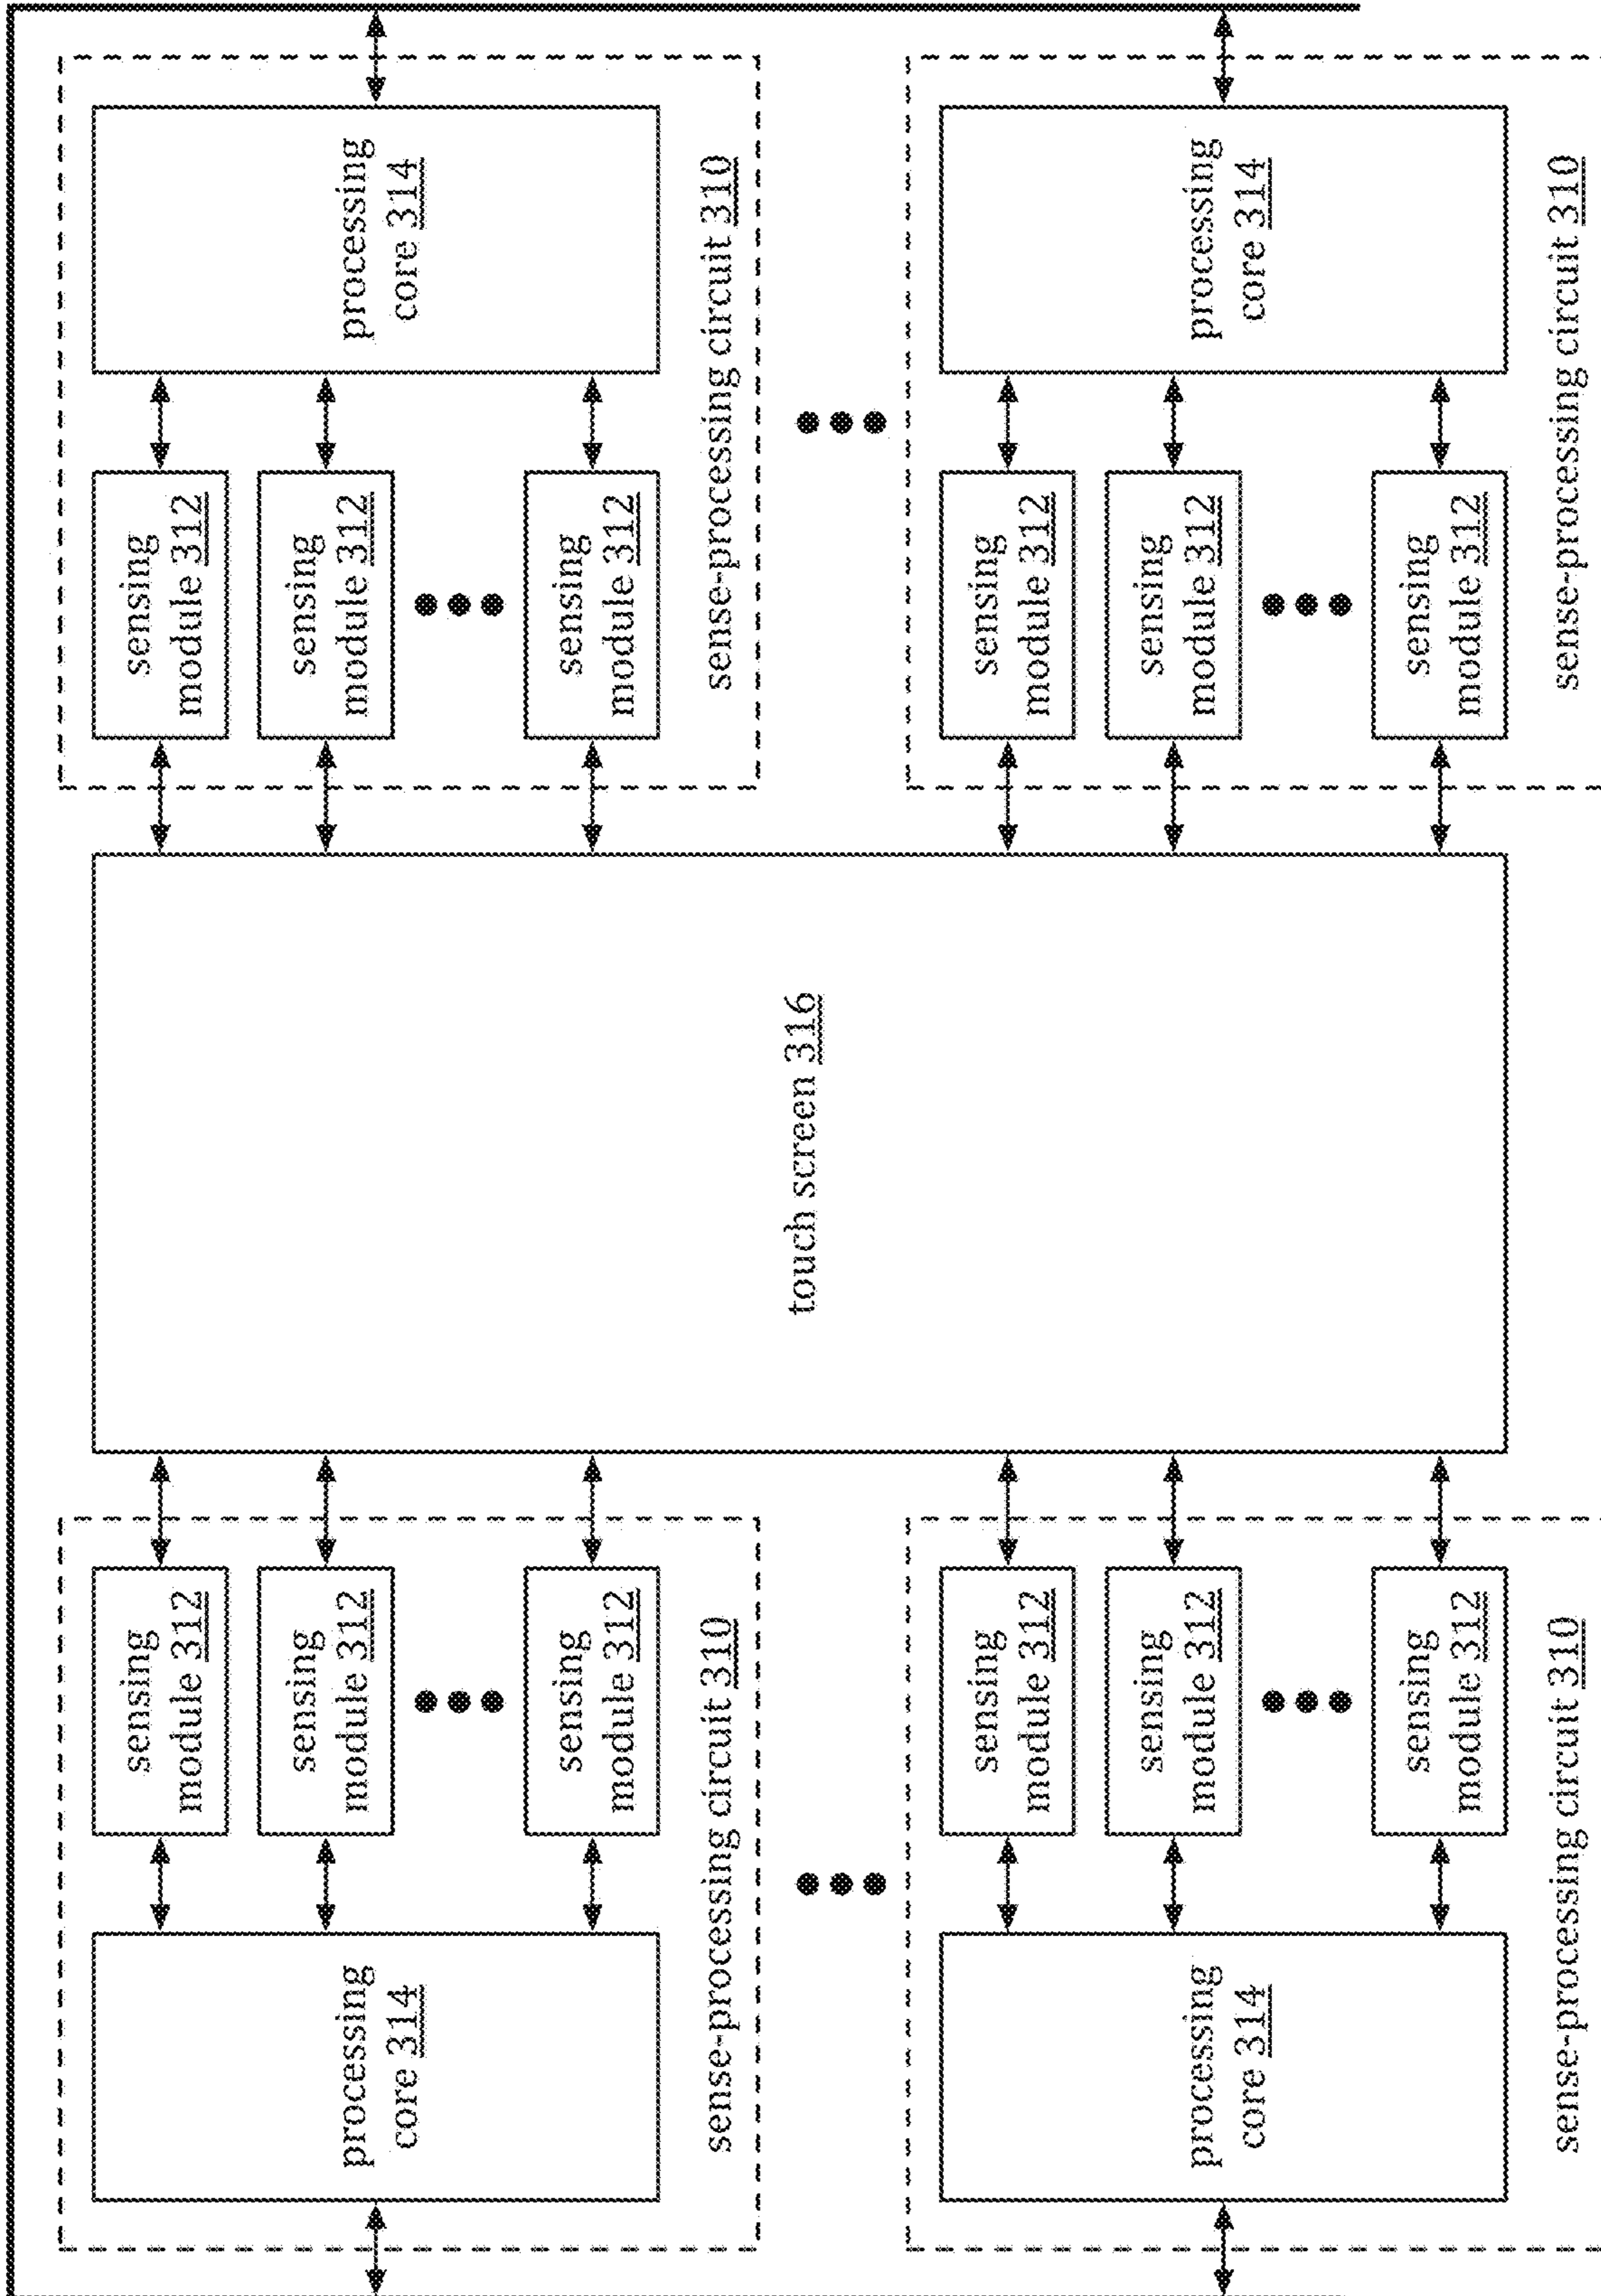 processing
core 314
sensing
module 312
sensing
module 312
sensing
module 312
sense-processing circuit 310
processing
core 314
sensing
module 312
sensing
module 312
sensing
module 312
sense-processing circuit 310
touch screen 316
sensing
module 312
sensing
module 312
sensing
module 312
processing
core 314
sense-processing circuit 310
sensing
module 312
sensing
module 312
sensing
module 312
processing
core 314
sense-processing circuit 310